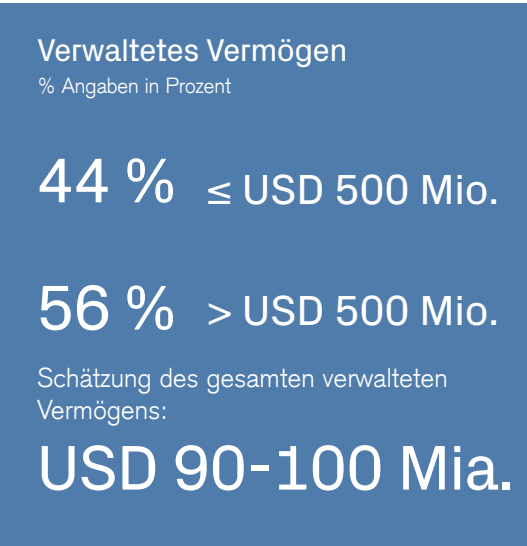 Verwaltetes Vermögen
% Angaben in Prozent
44 % ≤ USD 500 Mio.
56 % > USD 500 Mio.
Schätzung des gesamten verwalteten
Vermögens:
USD 90-100 Mia.